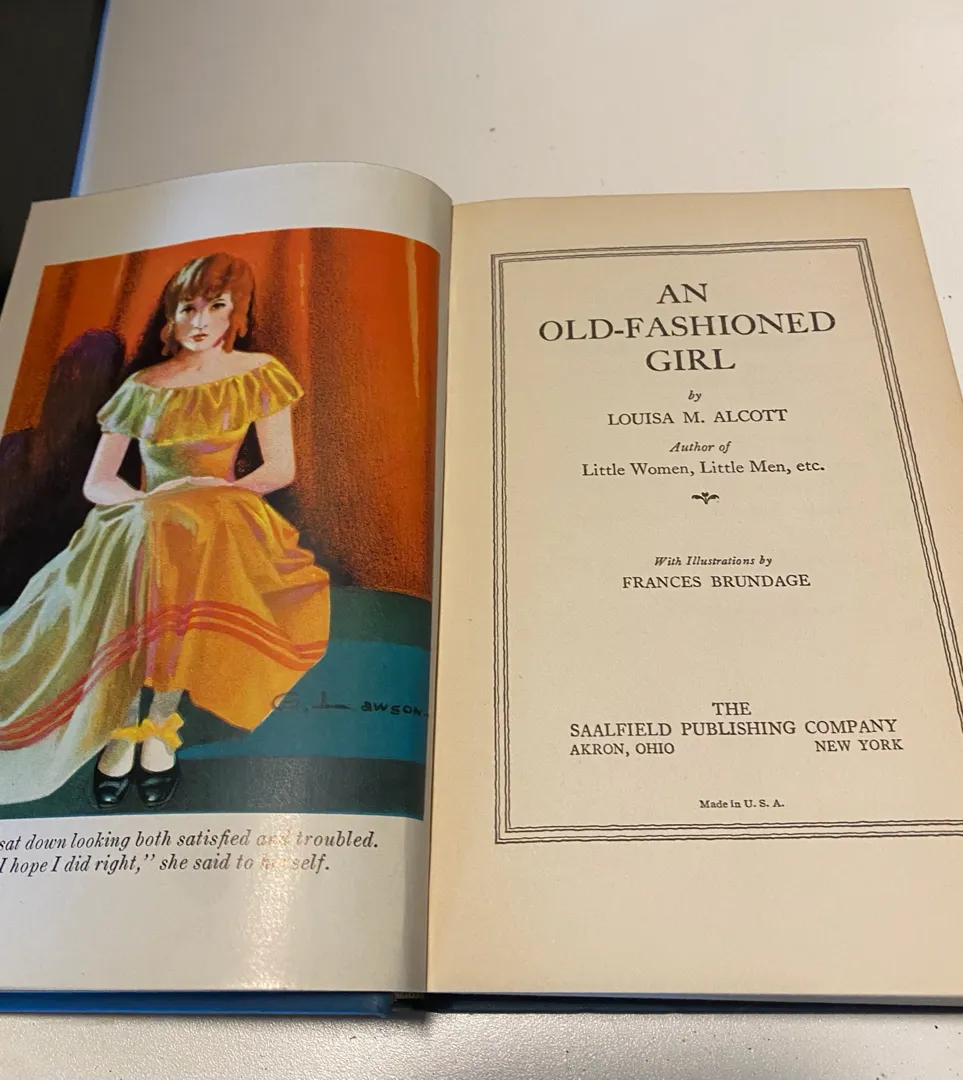 G. Lawson.
sat down looking both satisfied and troubled.
I hope I did right," she said to herself.
AN
OLD-FASHIONED
GIRL
by
LOUISA M. ALCOTT
Author of
Little Women, Little Men, etc.
With Illustrations by
FRANCES BRUNDAGE
THE
SAALFIELD PUBLISHING COMPANY
AKRON, OHIO NEW YORK
Made in U. S. A.